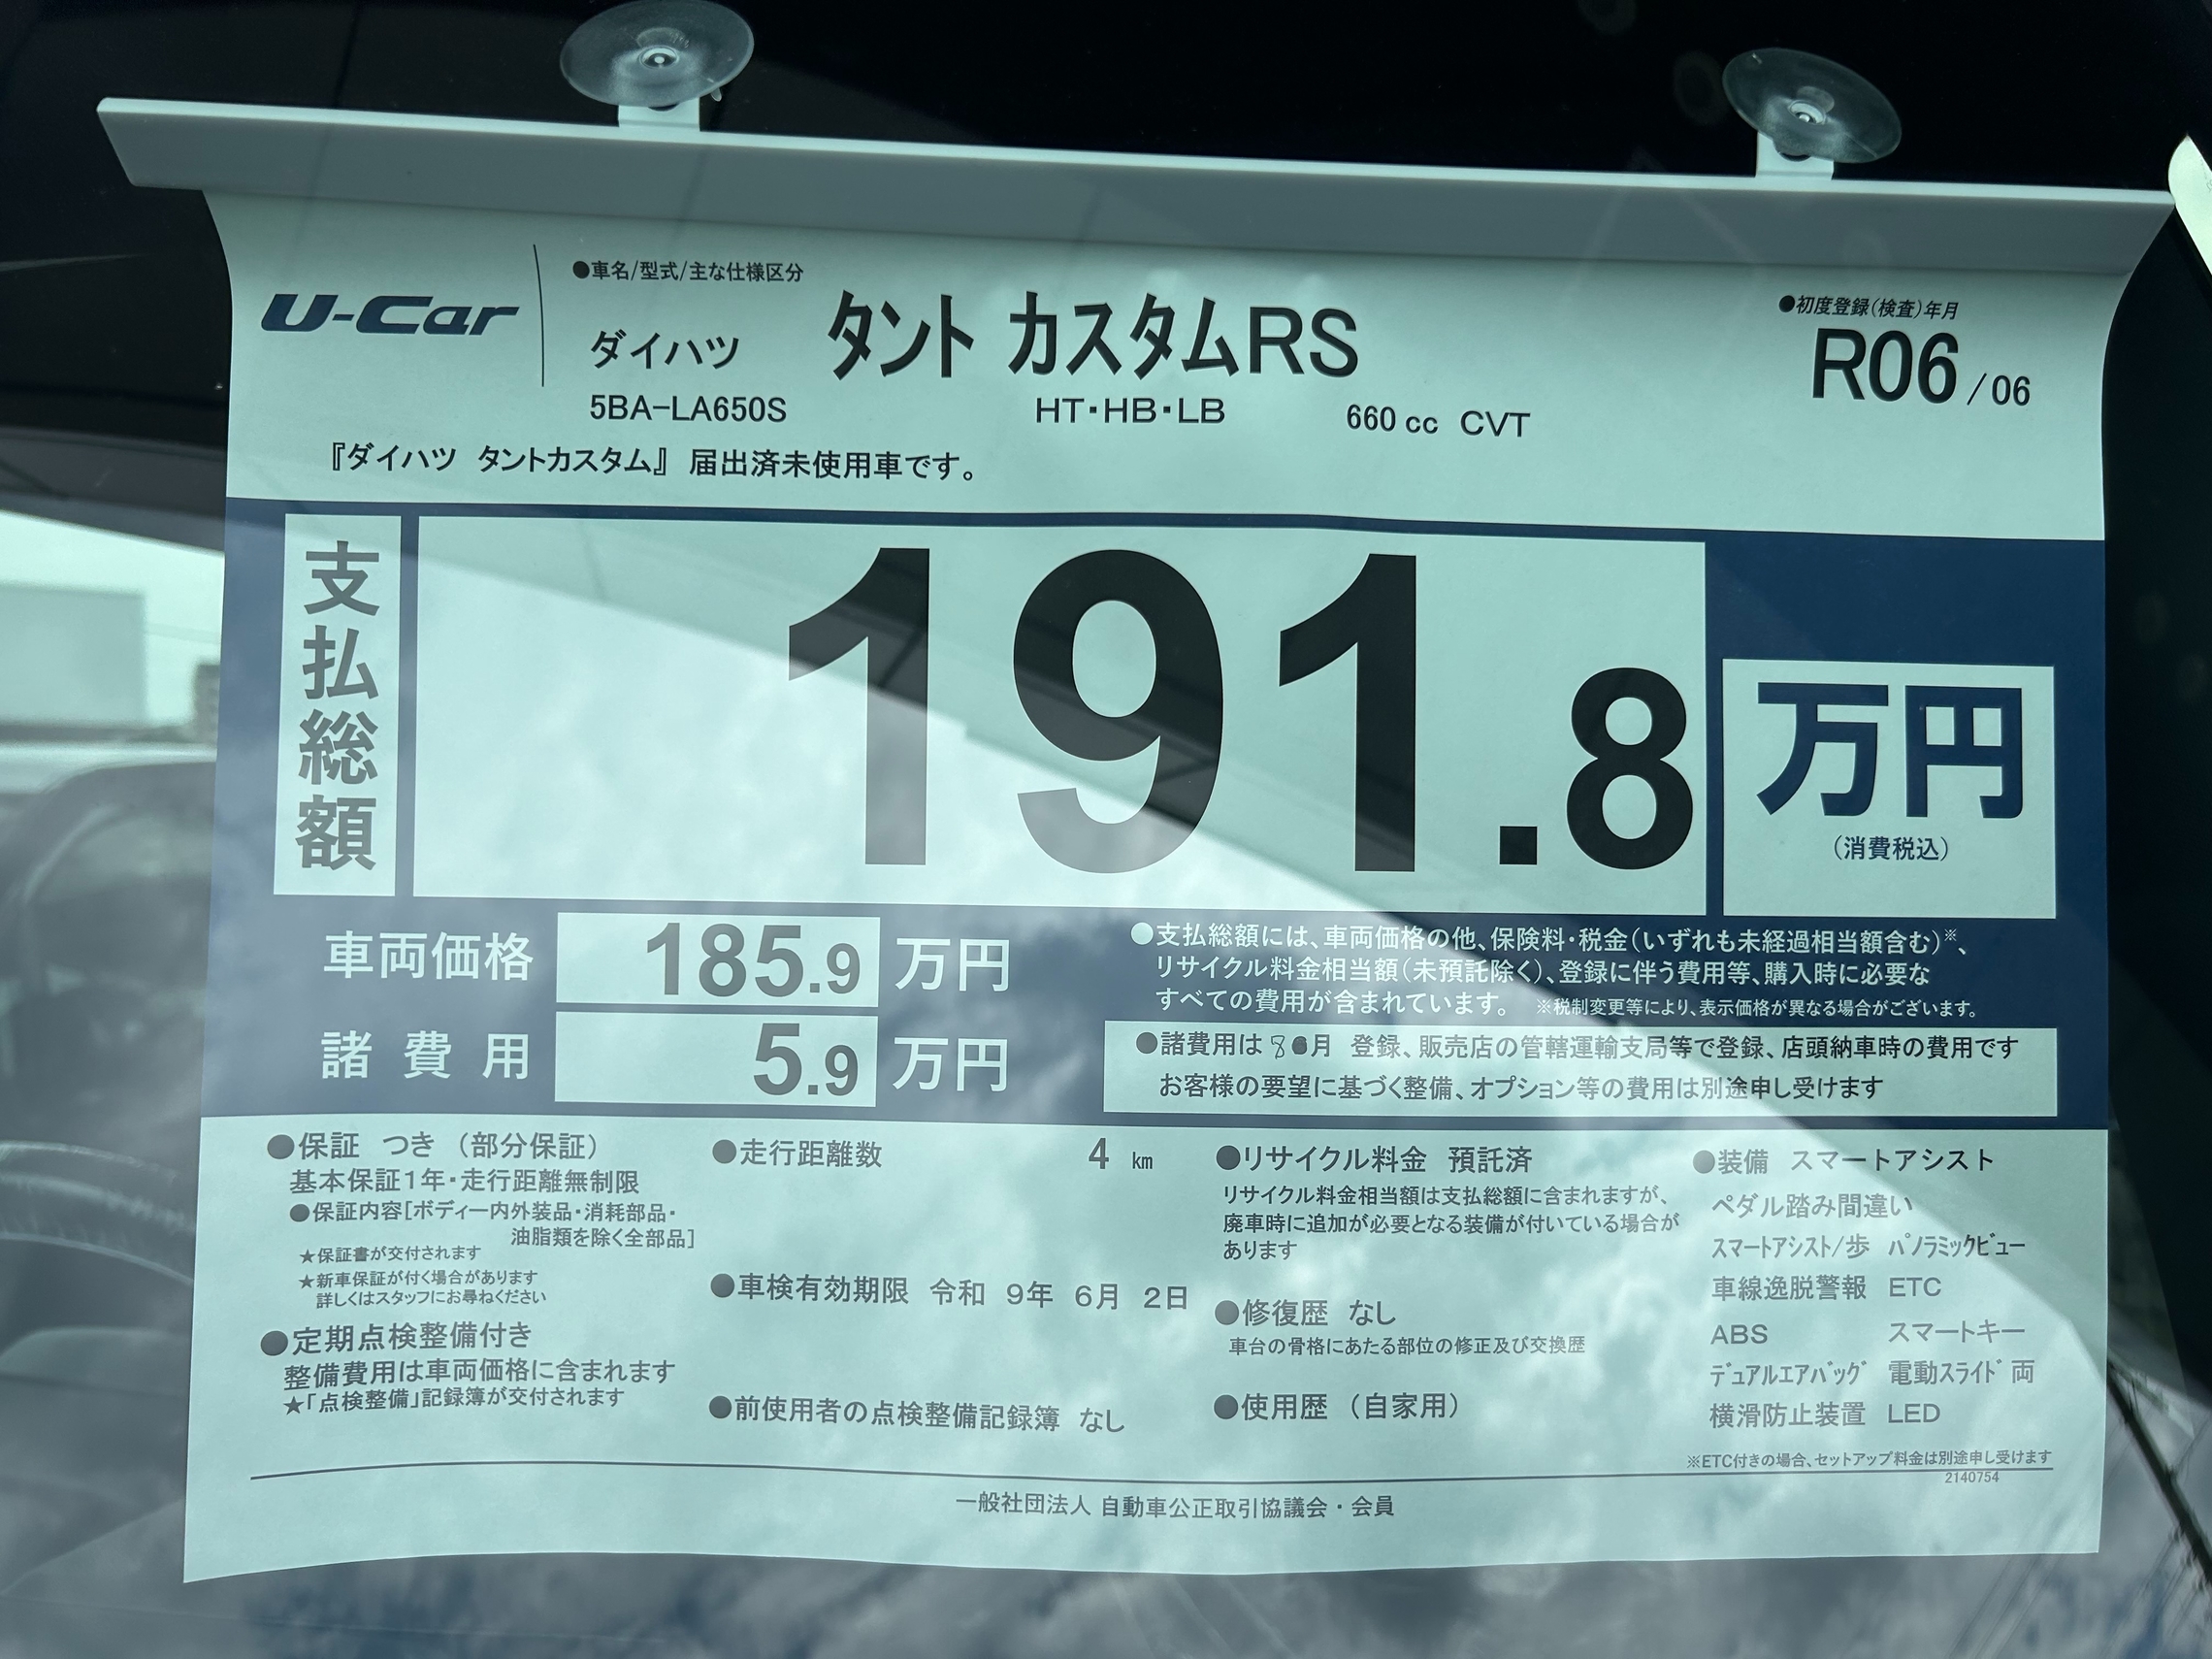 U-Car
●車名/型式/主な仕様区分
ダイハツ タント カスタムRS
5BA-LA650S HT・HB・LB 660 cc CVT
●初度登録(検査)年月
R06/06
『ダイハツ タントカスタム』 届出済未使用車です。
支払総額
191.8
万円
(消費税込)
車両価格 185.9 万円
諸費用 5.9 万円
●支払総額には、車両価格の他、保険料・税金(いずれも未経過相当額含む)※、
リサイクル料金相当額(未預託除く)、登録に伴う費用等、購入時に必要な
すべての費用が含まれています。 ※税制変更等により、表示価格が異なる場合がございます。
●諸費用は 8月 登録、販売店の管轄運輸支局等で登録、店頭納車時の費用です
お客様の要望に基づく整備、オプション等の費用は別途申し受けます
●保証 つき (部分保証)
基本保証1年・走行距離無制限
●保証内容[ボディー内外装品・消耗部品・
油脂類を除く全部品]
★保証書が交付されます
★新車保証が付く場合があります
詳しくはスタッフにお尋ねください
●定期点検整備付き
整備費用は車両価格に含まれます
★「点検整備」記録簿が交付されます
●走行距離数 4 km
●車検有効期限 令和 9年 6月 2日
●前使用者の点検整備記録簿 なし
●リサイクル料金 預託済
リサイクル料金相当額は支払総額に含まれますが、
廃車時に追加が必要となる装備が付いている場合が
あります
●修復歴 なし
車台の骨格にあたる部位の修正及び交換歴
●使用歴 (自家用)
●装備 スマートアシスト
ペダル踏み間違い
スマートアシスト/歩 パノラミックビュー
車線逸脱警報 ETC
ABS スマートキー
デュアルエアバッグ 電動スライド両
横滑防止装置 LED
※ETC付きの場合、セットアップ料金は別途申し受けます
2140754
一般社団法人 自動車公正取引協議会・会員